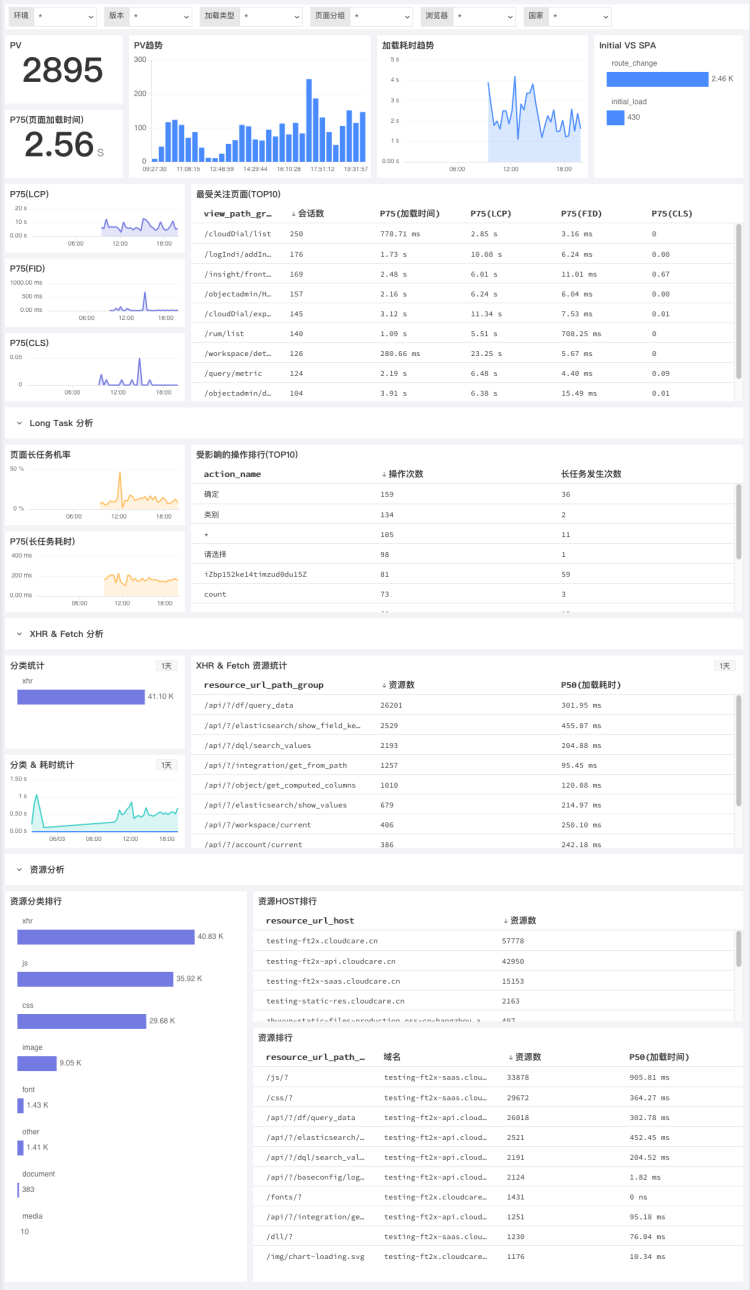 环境 * 版本 * 加载类型 * 页面分组 * 浏览器 * 国家 *
PV
2895
P75(页面加载时间)
2.56 S
PV趋势
300
200
100
0
09:27:30 11:08:15 12:48:59 14:29:44 16:10:28 17:51:12 19:31:57
加载耗时趋势
5 s
4 s
3 s
2 s
1 s
0.00 s
06:00 12:00 18:00
Initial VS SPA
route_change
2.46 K
initial_load
430
P75(LCP)
20 s
10 s
0.00 s
06:00 12:00 18:00
P75(FID)
1000.00 ms
500 ms
0.00 ms
06:00 12:00 18:00
P75(CLS)
0.05
0
06:00 12:00 18:00
最受关注页面(TOP10)
view_path_gr… ↓会话数 P75(加载时间) P75(LCP) P75(FID) P75(CLS)
/cloudDial/list 250 778.71 ms 2.85 s 3.16 ms 0
/logIndi/addIn… 176 1.73 s 10.08 s 6.24 ms 0.00
/insight/front… 169 2.48 s 6.01 s 11.01 ms 0.67
/objectadmin/H… 157 2.16 s 6.24 s 6.04 ms 0.00
/cloudDial/exp… 145 3.12 s 11.34 s 7.53 ms 0.01
/rum/list 140 1.09 s 5.51 s 708.25 ms 0
/workspace/det… 126 280.66 ms 23.25 s 5.67 ms 0
/query/metric 124 2.19 s 6.48 s 4.40 ms 0.09
/objectadmin/d… 104 3.91 s 6.38 s 15.49 ms 0.01
Long Task 分析
页面长任务机率
50 %
0 %
06:00 12:00 18:00
P75(长任务耗时)
400 ms
200 ms
0.00 ms
06:00 12:00 18:00
受影响的操作排行(TOP10)
action_name ↓操作次数 长任务发生次数
确定 159 36
类别 134 2
* 105 11
请选择 98 1
iZbp152ke14timzud0du15Z 81 59
count 73 3
XHR & Fetch 分析
分类统计 1天
xhr
41.10 K
分类 & 耗时统计 1天
1.50 s
1 s
0.50 s
0.00 s
06/03 06:00 12:00 18:00
XHR & Fetch 资源统计 1天
resource_url_path_group ↓资源数 P50(加载耗时)
/api/?/df/query_data 26201 301.95 ms
/api/?/elasticsearch/show_field_ke… 2529 455.07 ms
/api/?/dql/search_values 2193 204.88 ms
/api/?/integration/get_from_path 1257 95.45 ms
/api/?/object/get_computed_columns 1010 120.08 ms
/api/?/elasticsearch/show_values 679 214.97 ms
/api/?/workspace/current 406 250.10 ms
/api/?/account/current 386 242.18 ms
资源分析
资源分类排行
xhr
40.83 K
js
35.92 K
css
29.68 K
image
9.05 K
font
1.43 K
other
1.41 K
document
383
media
10
资源HOST排行
resource_url_host ↓资源数
testing-ft2x.cloudcare.cn 57778
testing-ft2x-api.cloudcare.cn 42950
testing-ft2x-saas.cloudcare.cn 15153
testing-static-res.cloudcare.cn 2163
资源排行
resource_url_path_… 域名 ↓资源数 P50(加载时间)
/js/? testing-ft2x-saas.clou… 33878 905.81 ms
/css/? testing-ft2x-saas.clou… 29672 364.27 ms
/api/?/df/query_data testing-ft2x-api.cloud… 26018 302.78 ms
/api/?/elasticsearch/… testing-ft2x-api.cloud… 2521 452.45 ms
/api/?/dql/search_val… testing-ft2x-api.cloud… 2191 204.52 ms
/api/?/baseconfig/log… testing-ft2x-api.cloud… 2124 1.82 ms
/fonts/? testing-ft2x.cloudcare… 1431 0 ns
/api/?/integration/ge… testing-ft2x-api.cloud… 1251 95.18 ms
/dll/? testing-ft2x-saas.clou… 1230 76.04 ms
/img/chart-loading.svg testing-ft2x.cloudcare… 1176 10.34 ms